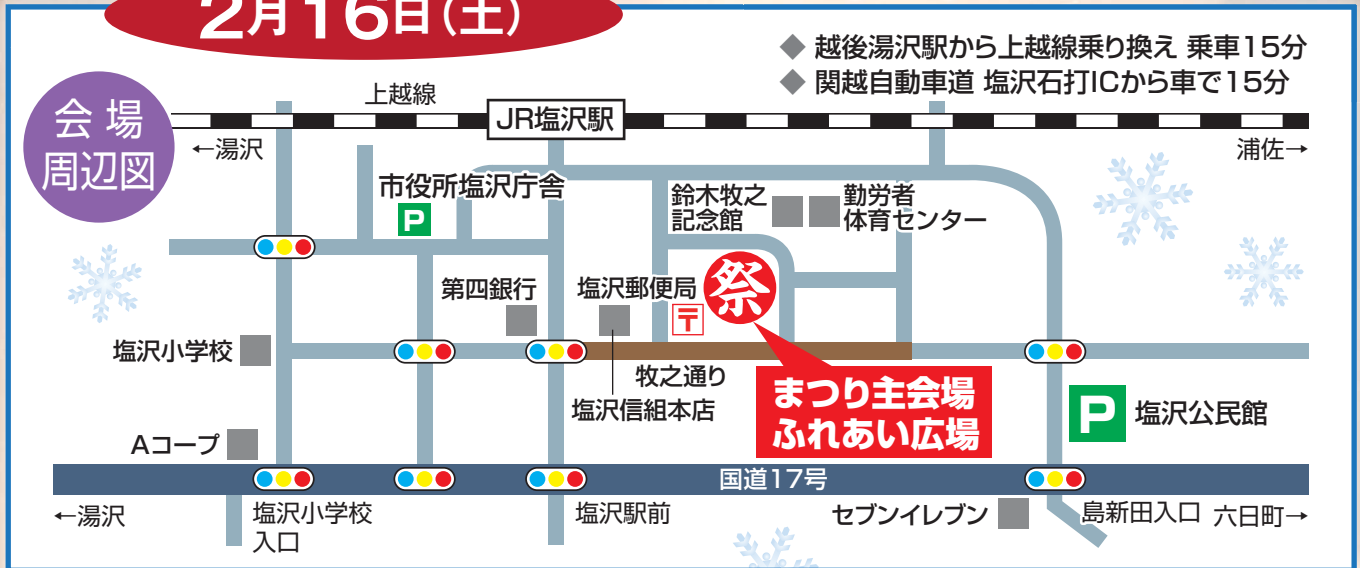 2月16日(土)
◆ 越後湯沢駅から上越線乗り換え 乗車15分
◆ 関越自動車道 塩沢石打ICから車で15分
会場
周辺図
上越線
JR塩沢駅
←湯沢
浦佐→
市役所塩沢庁舎
P
鈴木牧之
記念館
勤労者
体育センター
第四銀行
塩沢郵便局
〒
祭
塩沢小学校
牧之通り
塩沢信組本店
まつり主会場
ふれあい広場
P
塩沢公民館
Aコープ
国道17号
←湯沢
塩沢小学校
入口
塩沢駅前
セブンイレブン
島新田入口
六日町→